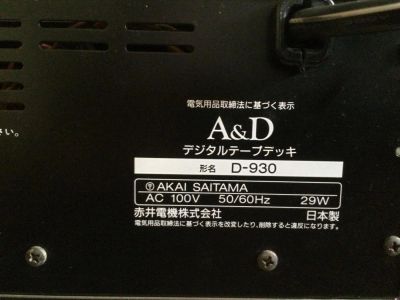 電気用品取締法に基づく表示
さい。
A&D
デジタルテープデッキ
形名 D-930
Ⓣ AKAI SAITAMA
AC 100V 50/60Hz 29W
赤井電機株式会社 日本製
電気用品取締法に基づく表示を改変したり,削除すると違反になります。